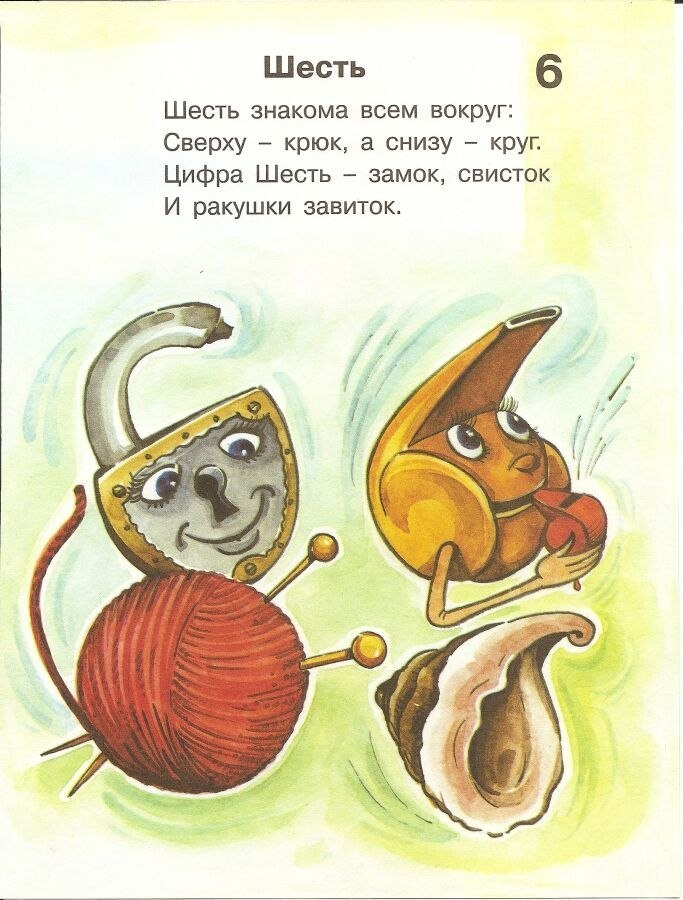 Шесть 6
Шесть знакома всем вокруг:
Сверху – крюк, а снизу – круг.
Цифра Шесть – замок, свисток
И ракушки завиток.